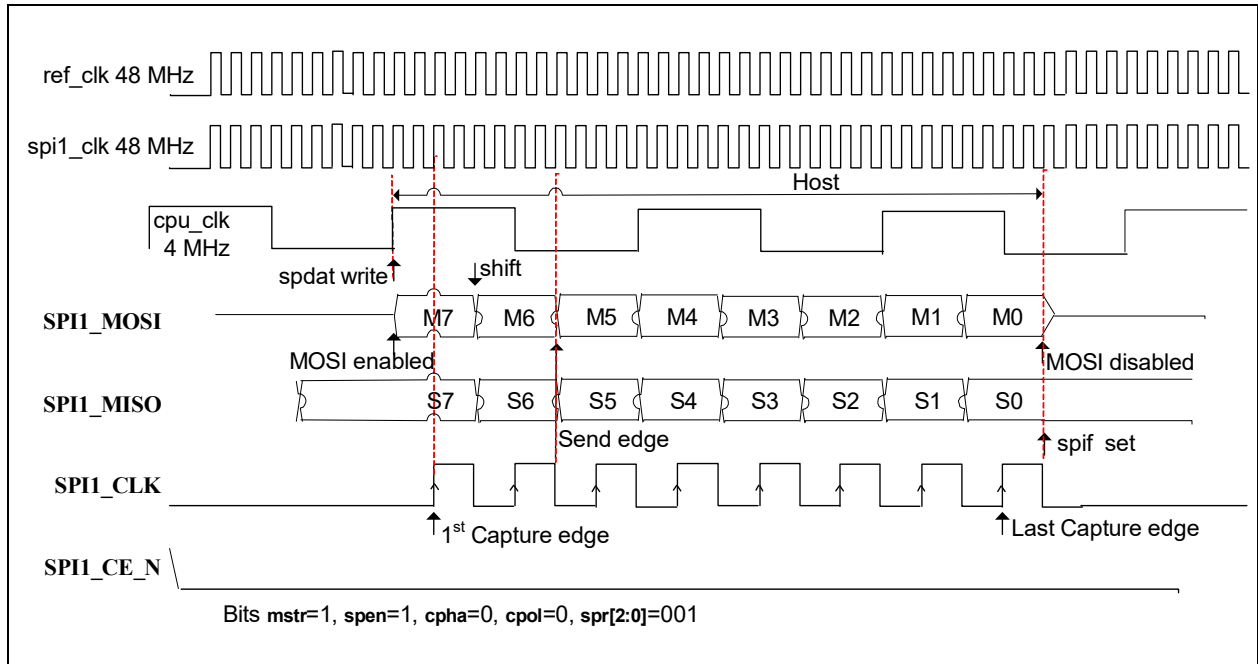 ref_clk 48 MHz
spi1_clk 48 MHz
Host
cpu_clk
4 MHz
spdat write
shift
SPI1_MOSI
M7 M6 M5 M4 M3 M2 M1 M0
MOSI enabled
MOSI disabled
SPI1_MISO
S7 S6 S5 S4 S3 S2 S1 S0
Send edge
spif set
SPI1_CLK
1st Capture edge
Last Capture edge
SPI1_CE_N
Bits mstr=1, spen=1, cpha=0, cpol=0, spr[2:0]=001